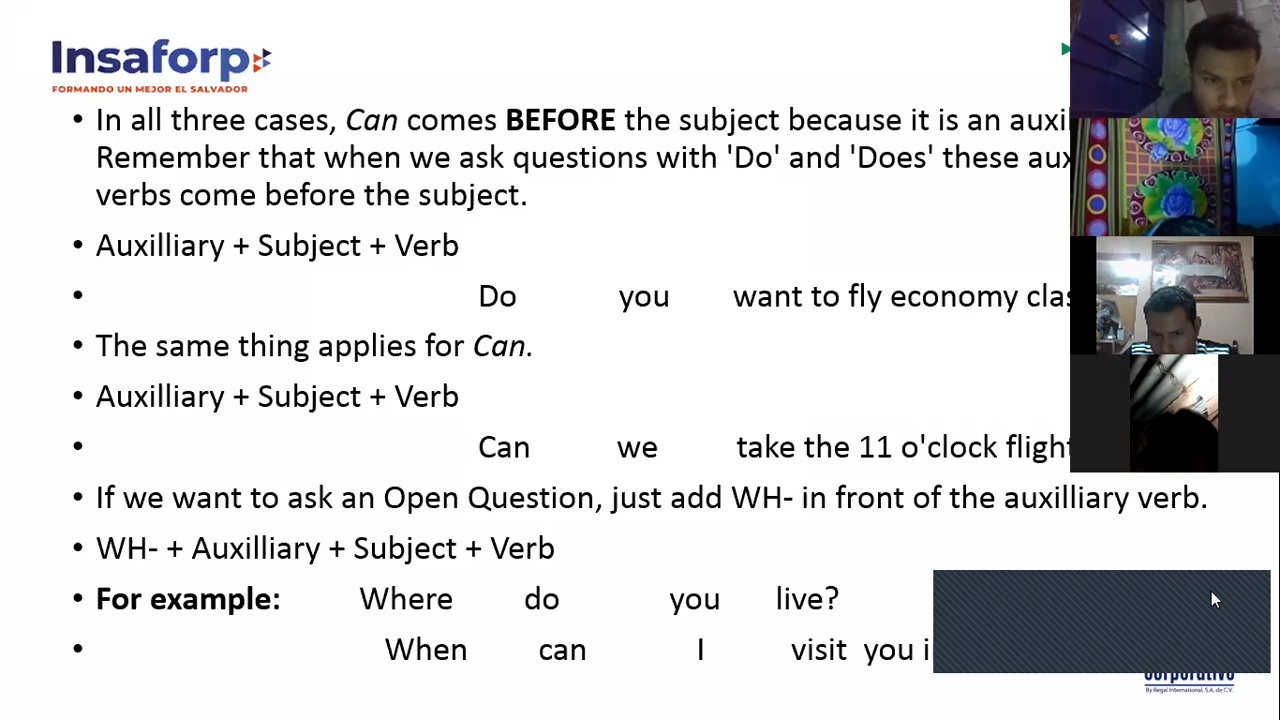 Insaforp
FORMANDO UN MEJOR EL SALVADOR
• In all three cases, Can comes BEFORE the subject because it is an
Remember that when we ask questions with 'Do' and 'Does' these
verbs come before the subject.
• Auxilliary + Subject + Verb
• Do you want to fly economy
• The same thing applies for Can.
• Auxilliary + Subject + Verb
• Can we take the 11 o'clock
• If we want to ask an Open Question, just add WH- in front of the auxilliary verb.
• WH- + Auxilliary + Subject + Verb
• For example: Where do you live?
• When can I visit you
By Regal International, S.A. de C.V.